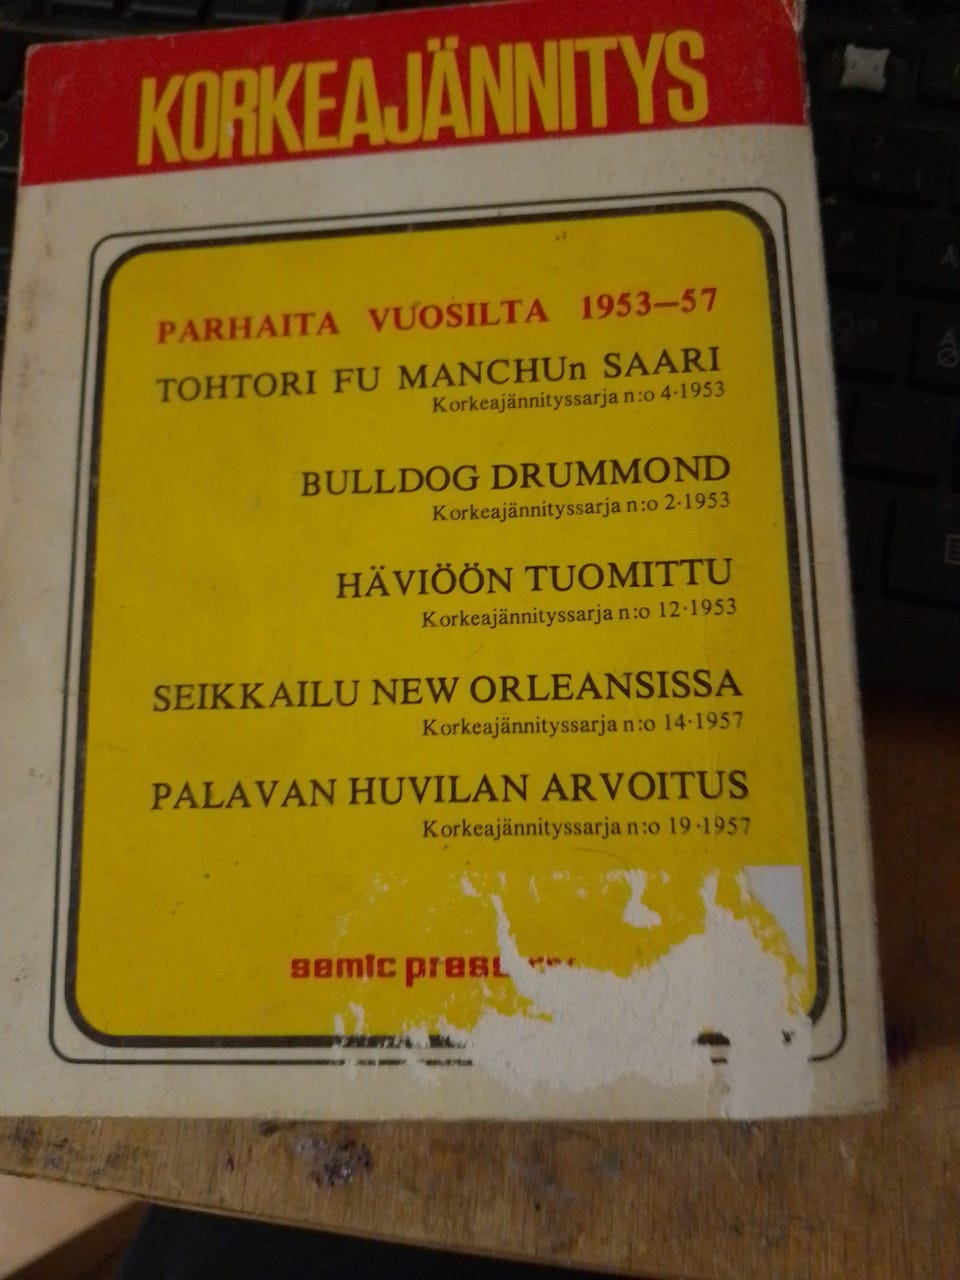 KORKEAJÄNNITYS
PARHAITA VUOSILTA 1953—57
TOHTORI FU MANCHUn SAARI
Korkeajännityssarja n:o 4·1953
BULLDOG DRUMMOND
Korkeajännityssarja n:o 2·1953
HÄVIÖÖN TUOMITTU
Korkeajännityssarja n:o 12·1953
SEIKKAILU NEW ORLEANSISSA
Korkeajännityssarja n:o 14·1957
PALAVAN HUVILAN ARVOITUS
Korkeajännityssarja n:o 19·1957
semic press